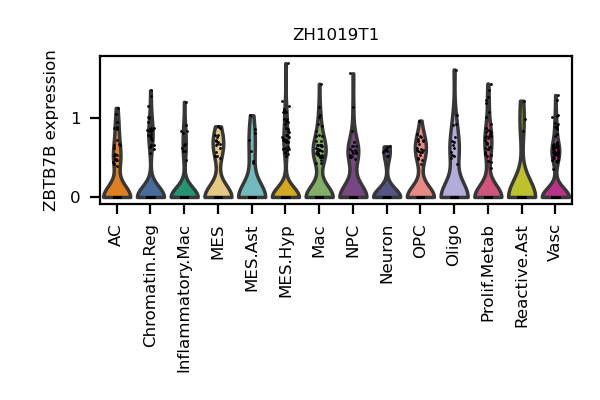 ZH1019T1
ZBTB7B expression
1
0
AC
Chromatin.Reg
Inflammatory.Mac
MES
MES.Ast
MES.Hyp
Mac
NPC
Neuron
OPC
Oligo
Prolif.Metab
Reactive.Ast
Vasc